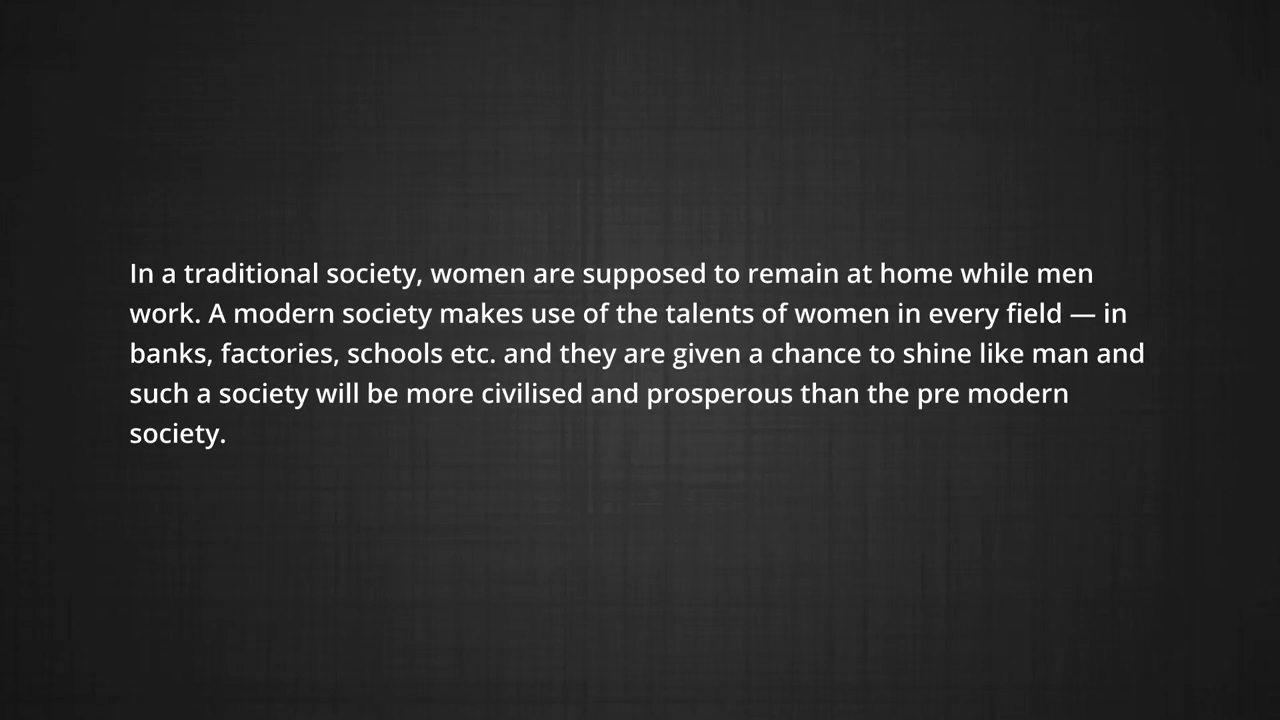 In a traditional society, women are supposed to remain at home while men
work. A modern society makes use of the talents of women in every field — in
banks, factories, schools etc. and they are given a chance to shine like man and
such a society will be more civilised and prosperous than the pre modern
society.